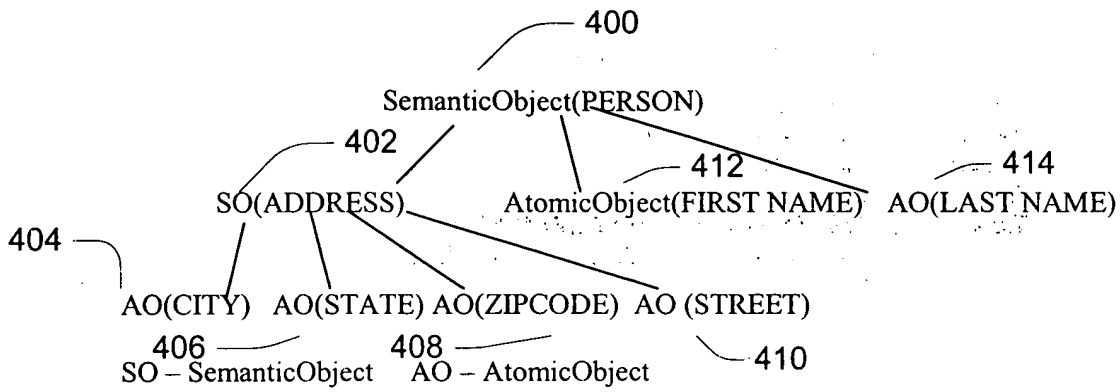 400
SemanticObject(PERSON)
402
412
414
SO(ADDRESS)
AtomicObject(FIRST NAME)
AO(LAST NAME)
404
AO(CITY)
AO(STATE)
AO(ZIPCODE)
AO (STREET)
406
408
410
SO – SemanticObject
AO – AtomicObject